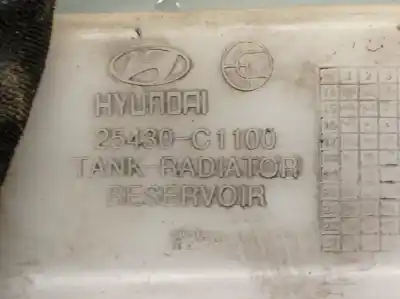 HYUNDAI
25430-C1100
TANK-RADIATOR
RESERVOIR